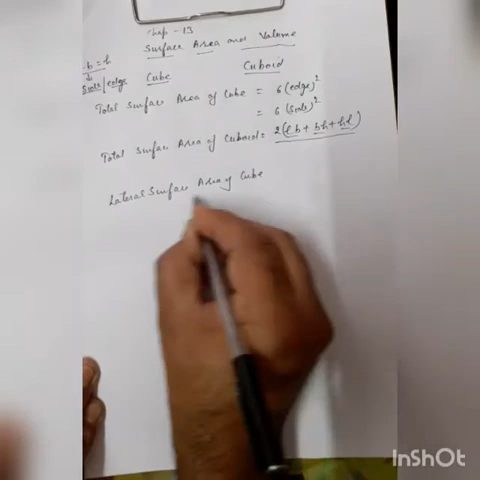 Chap - 13
Surface Area and Volume
b = h
Side/edge Cube Cuboid
Total Surface Area of Cube = 6 (edge)²
= 6 (side)²
Total Surface Area of Cuboid = 2(lb + bh + hl)
Lateral Surface Area of Cube
InShOt